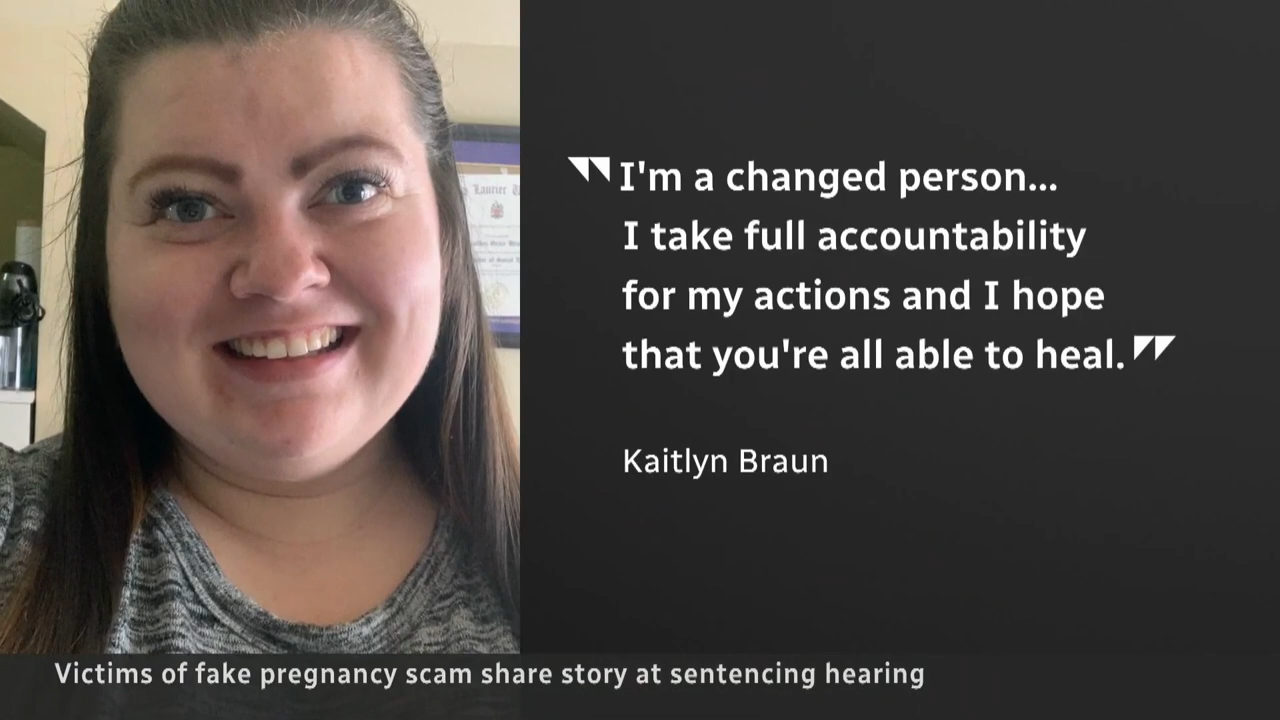 Laurier
"I'm a changed person...
I take full accountability
for my actions and I hope
that you're all able to heal."
Kaitlyn Braun
Victims of fake pregnancy scam share story at sentencing hearing